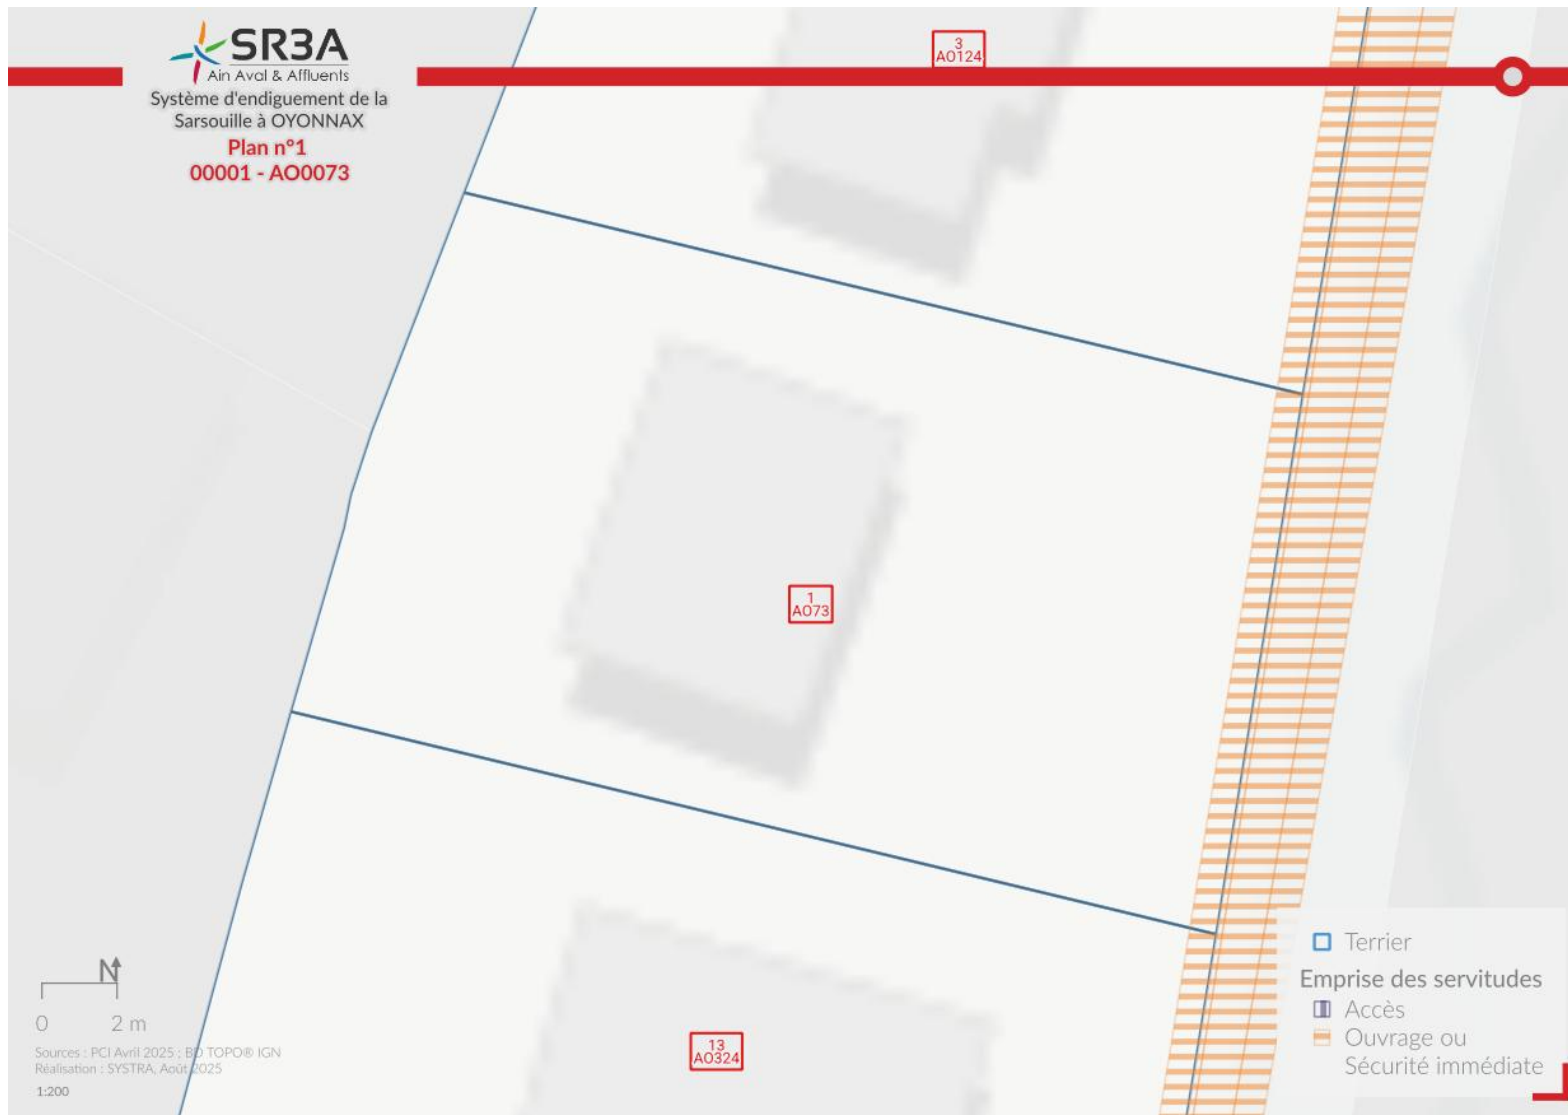 SR3A
Ain Aval & Affluents
Système d'endiguement de la
Sarsouille à OYONNAX
Plan n°1
00001 - AO0073
3
AO124
1
AO73
13
AO324
N
0 2 m
Sources : PCI Avril 2025 ; BD TOPO® IGN
Réalisation : SYSTRA, Août 2025
1:200
Terrier
Emprise des servitudes
Accès
Ouvrage ou
Sécurité immédiate